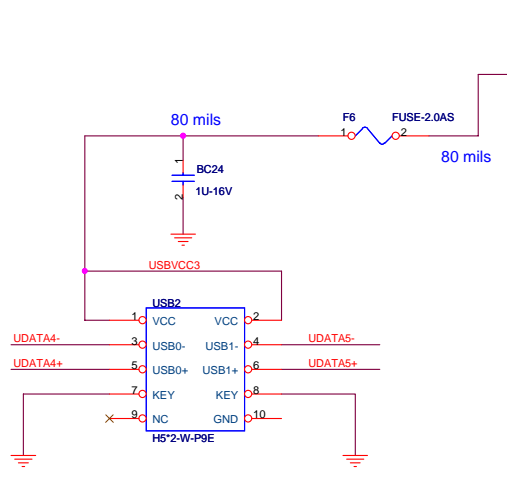 80 mils
F6 FUSE-2.0AS
1 2
80 mils
1
BC24
1U-16V
2
USBVCC3
USB2
1 VCC VCC 2
UDATA4- 3 USB0- USB1- 4 UDATA5-
UDATA4+ 5 USB0+ USB1+ 6 UDATA5+
7 KEY KEY 8
9 NC GND 10
H5*2-W-P9E